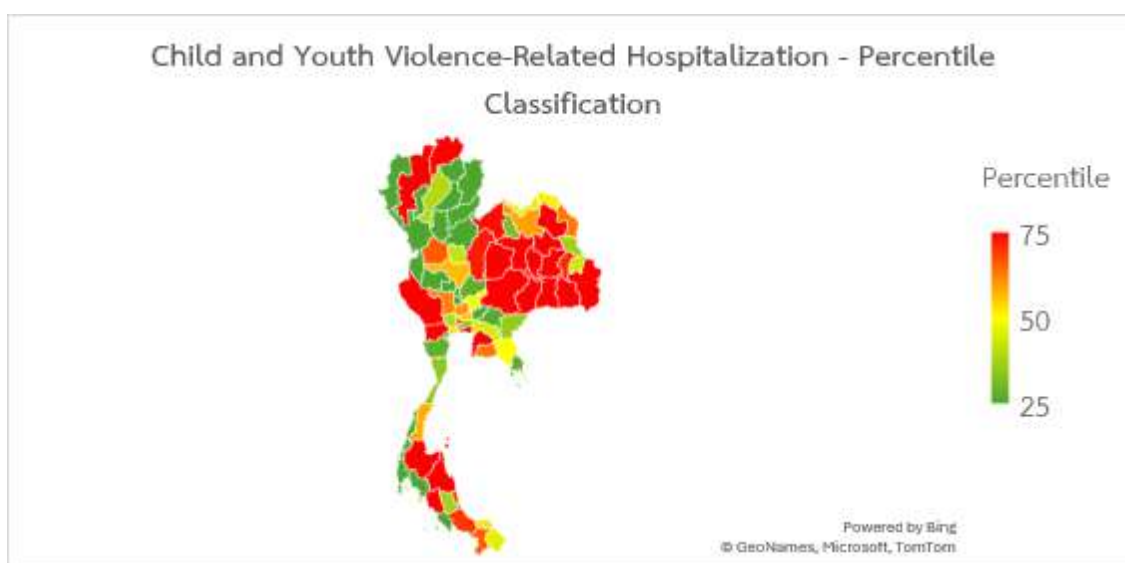 Child and Youth Violence-Related Hospitalization - Percentile
Classification
Percentile
75
50
25
Powered by Bing
© GeoNames, Microsoft, TomTom